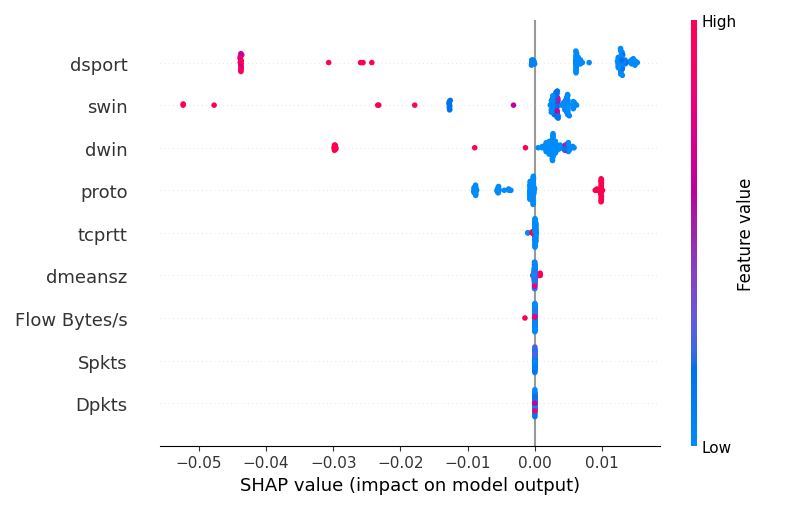 High
dsport
swin
dwin
proto
tcprtt
dmeansz
Flow Bytes/s
Spkts
Dpkts
Feature value
Low
−0.05 −0.04 −0.03 −0.02 −0.01 0.00 0.01
SHAP value (impact on model output)